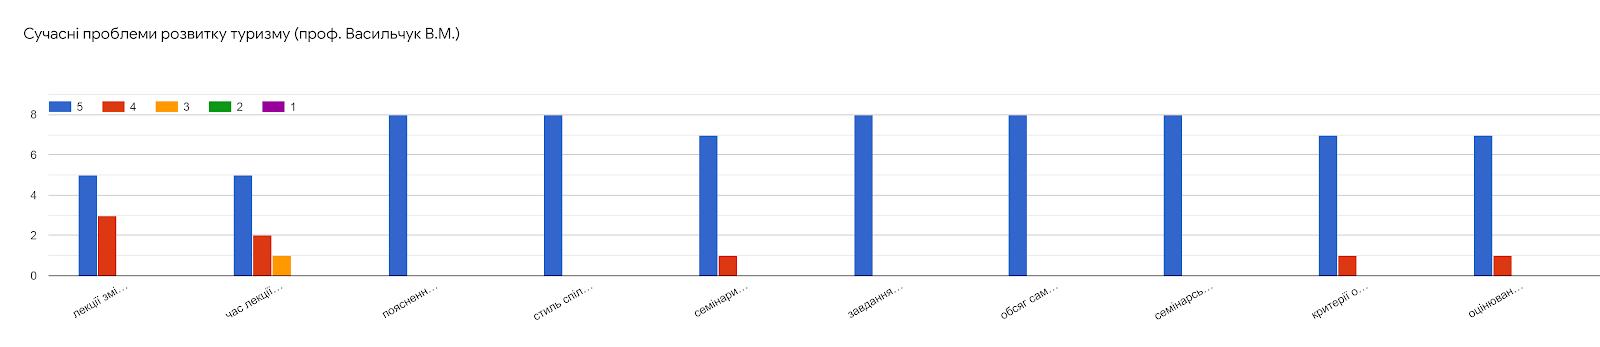 Сучасні проблеми розвитку туризму (проф. Васильчук В.М.)
5 4 3 2 1
8
6
4
2
0
лекції змі…
час лекції…
поясненн…
стиль спіл…
семінари…
завдання…
обсяг сам…
семінарсь…
критерії о…
оцінюван…